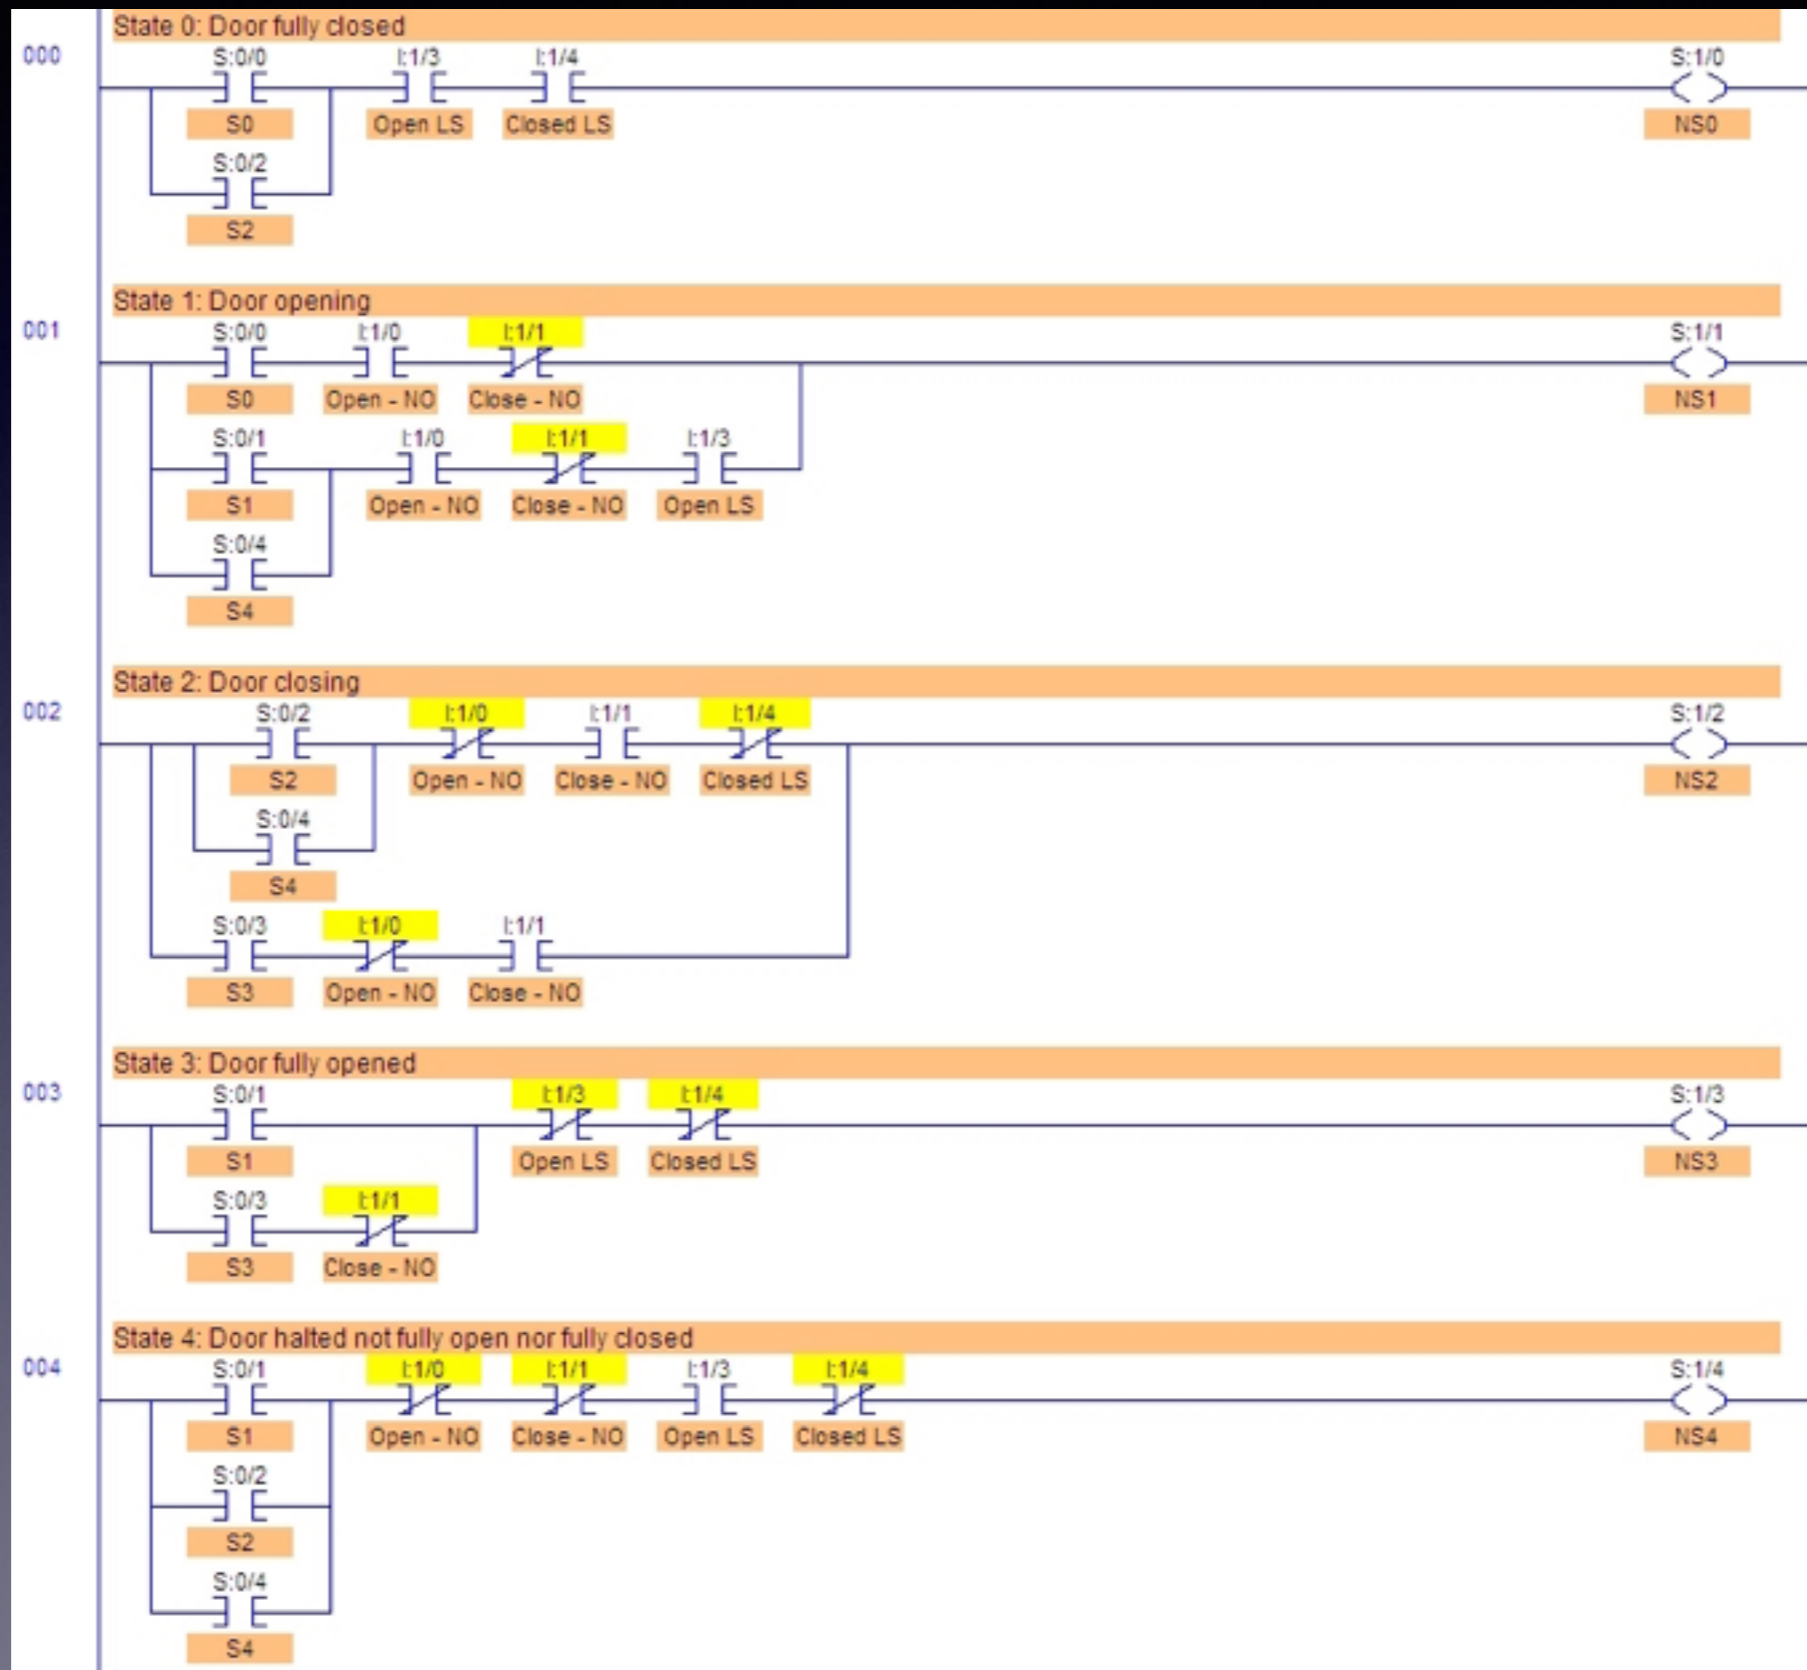 State 0: Door fully closed
000
S:0/0 I:1/3 I:1/4 S:1/0
S0 Open LS Closed LS NS0
S:0/2
S2
State 1: Door opening
001
S:0/0 I:1/0 I:1/1 S:1/1
S0 Open - NO Close - NO NS1
S:0/1 I:1/0 I:1/1 I:1/3
S1 Open - NO Close - NO Open LS
S:0/4
S4
State 2: Door closing
002
S:0/2 I:1/0 I:1/1 I:1/4 S:1/2
S2 Open - NO Close - NO Closed LS NS2
S:0/4
S4
S:0/3 I:1/0 I:1/1
S3 Open - NO Close - NO
State 3: Door fully opened
003
S:0/1 I:1/3 I:1/4 S:1/3
S1 Open LS Closed LS NS3
S:0/3 I:1/1
S3 Close - NO
State 4: Door halted not fully open nor fully closed
004
S:0/1 I:1/0 I:1/1 I:1/3 I:1/4 S:1/4
S1 Open - NO Close - NO Open LS Closed LS NS4
S:0/2
S2
S:0/4
S4